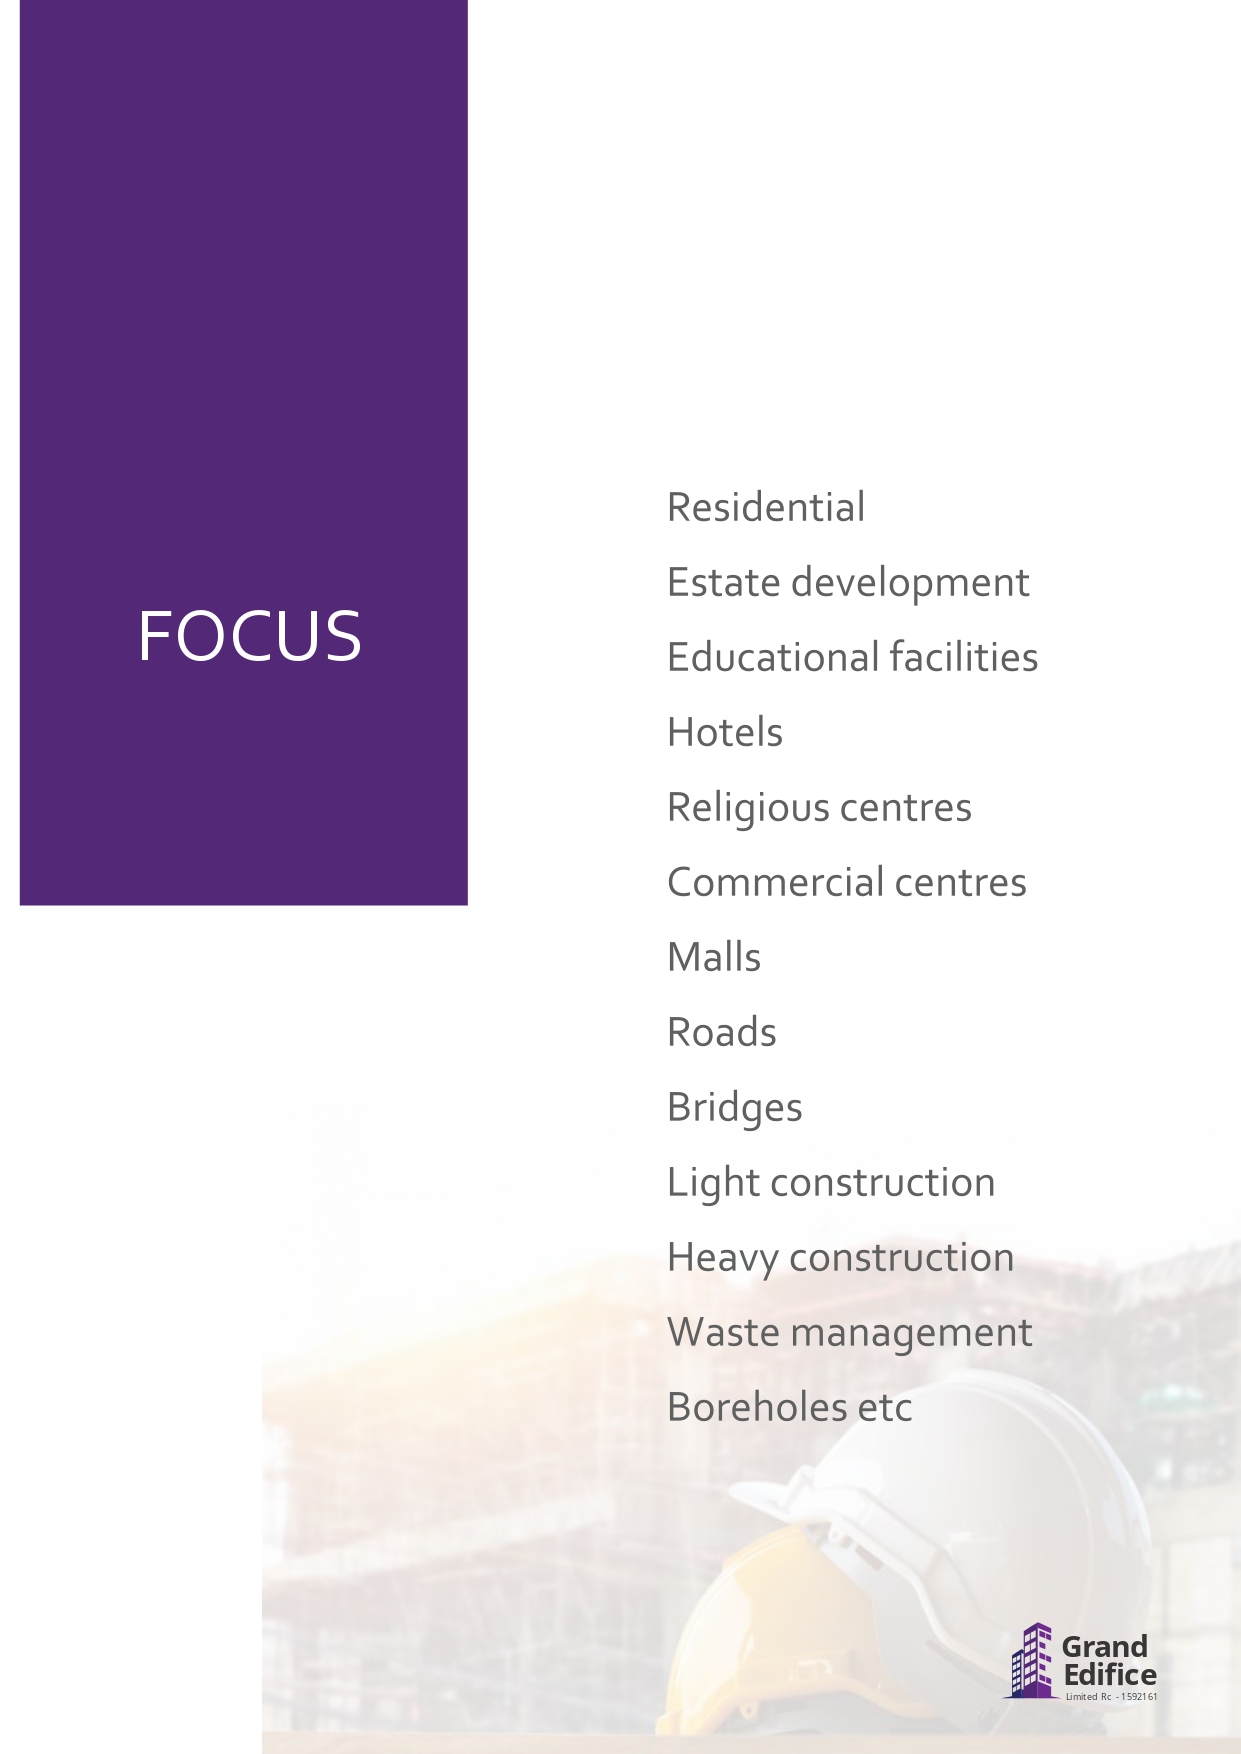 FOCUS
Residential
Estate development
Educational facilities
Hotels
Religious centres
Commercial centres
Malls
Roads
Bridges
Light construction
Heavy construction
Waste management
Boreholes etc
Grand
Edifice
Limited Rc - 1592161